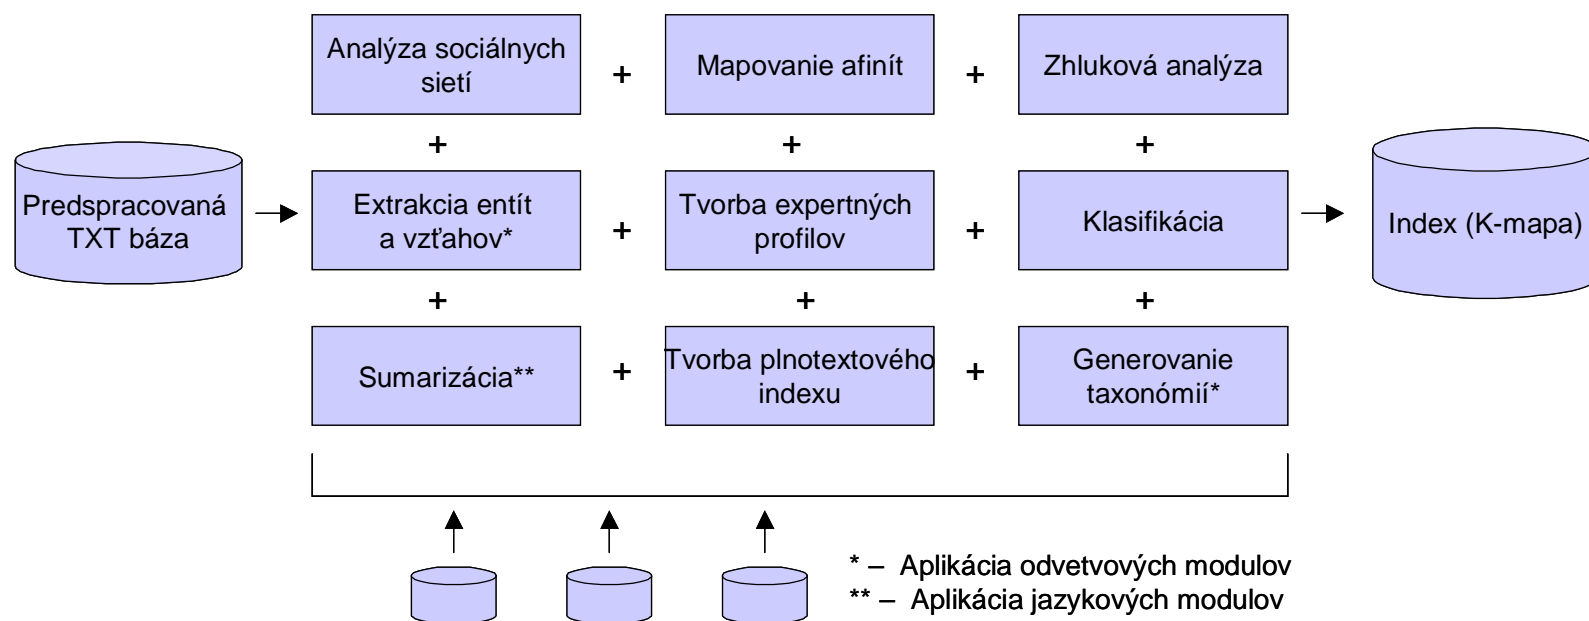 Analýza sociálnych
sietí
+
Mapovanie afinít
+
Zhluková analýza
+
+
+
Predspracovaná
TXT báza
Extrakcia entít
a vzťahov*
+
Tvorba expertných
profilov
+
Klasifikácia
Index (K-mapa)
+
+
+
Sumarizácia**
+
Tvorba plnotextového
indexu
+
Generovanie
taxonómií*
* – Aplikácia odvetvových modulov
** – Aplikácia jazykových modulov